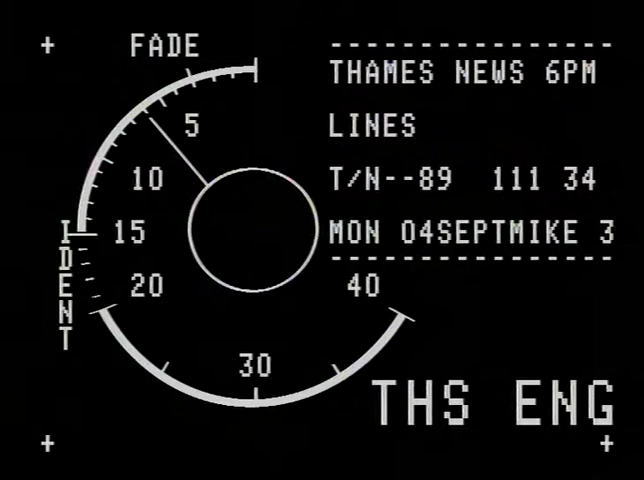 FADE
THAMES NEWS 6PM
LINES
T/N--89 111 34
MON 04SEPTMIKE 3
5
10
15
20
30
40
IDENT
THS ENG